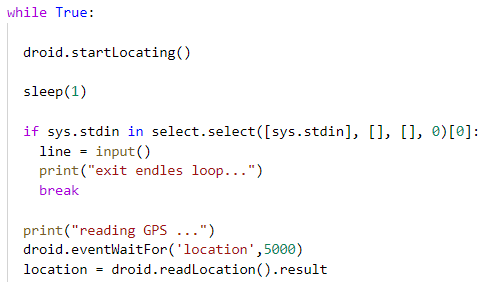 while True:
droid.startLocating()
sleep(1)
if sys.stdin in select.select([sys.stdin], [], [], 0)[0]:
line = input()
print("exit endles loop...")
break
print("reading GPS ...")
droid.eventWaitFor('location',5000)
location = droid.readLocation().result